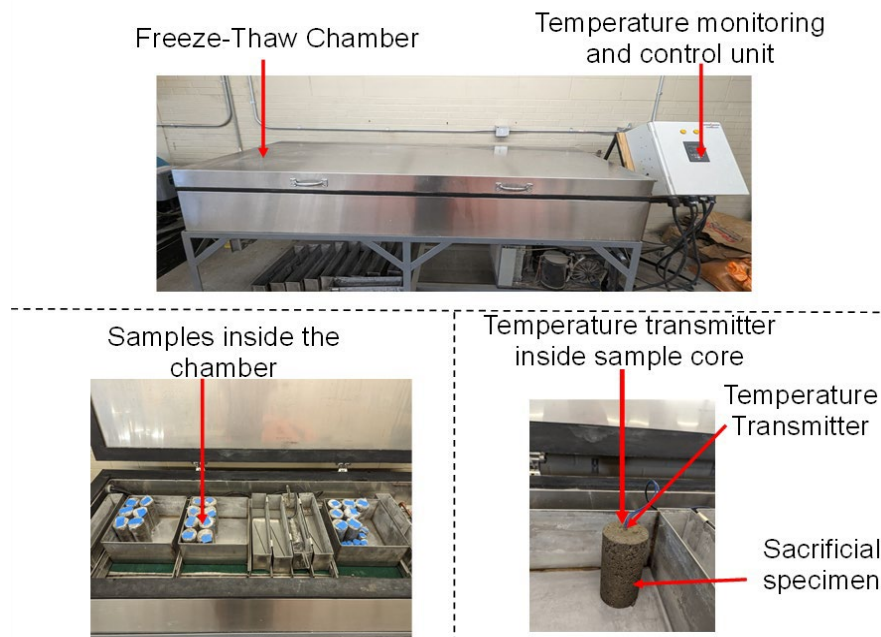 Freeze-Thaw Chamber
Temperature monitoring
and control unit
Samples inside the
chamber
Temperature transmitter
inside sample core
Temperature
Transmitter
Sacrificial
specimen